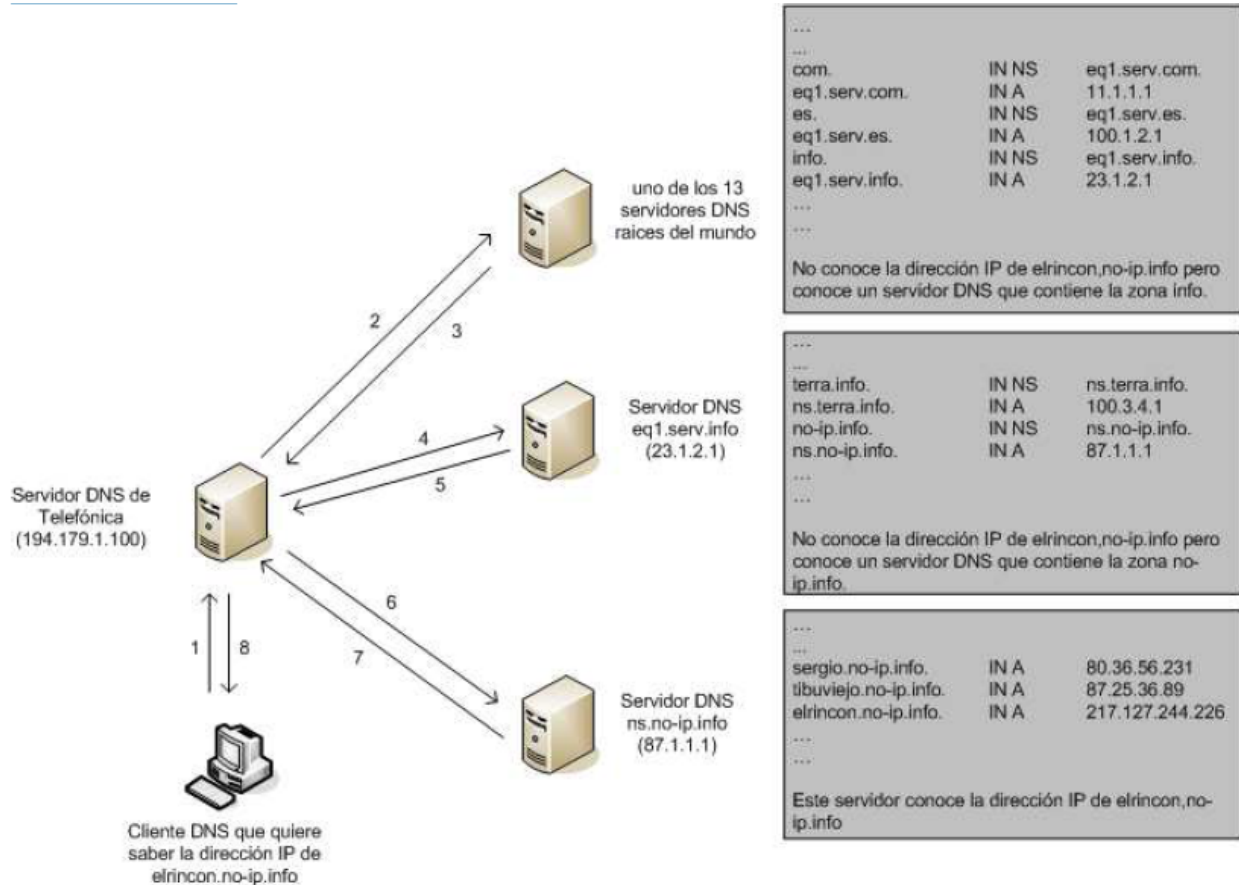 ...
...
com. IN NS eq1.serv.com.
eq1.serv.com. IN A 11.1.1.1
es. IN NS eq1.serv.es.
eq1.serv.es. IN A 100.1.2.1
info. IN NS eq1.serv.info.
eq1.serv.info. IN A 23.1.2.1
...
...
No conoce la dirección IP de elrincon,no-ip.info pero
conoce un servidor DNS que contiene la zona info.
uno de los 13
servidores DNS
raices del mundo
2
3
...
...
terra.info. IN NS ns.terra.info.
ns.terra.info. IN A 100.3.4.1
no-ip.info. IN NS ns.no-ip.info.
ns.no-ip.info. IN A 87.1.1.1
...
...
No conoce la dirección IP de elrincon,no-ip.info pero
conoce un servidor DNS que contiene la zona no-
ip.info.
Servidor DNS
eq1.serv.info
(23.1.2.1)
4
5
Servidor DNS de
Telefónica
(194.179.1.100)
6
7
1
8
...
...
sergio.no-ip.info. IN A 80.36.56.231
tibuviejo.no-ip.info. IN A 87.25.36.89
elrincon.no-ip.info. IN A 217.127.244.226
...
...
Este servidor conoce la dirección IP de elrincon,no-
ip.info
Servidor DNS
ns.no-ip.info
(87.1.1.1)
Cliente DNS que quiere
saber la dirección IP de
elrincon.no-ip.info